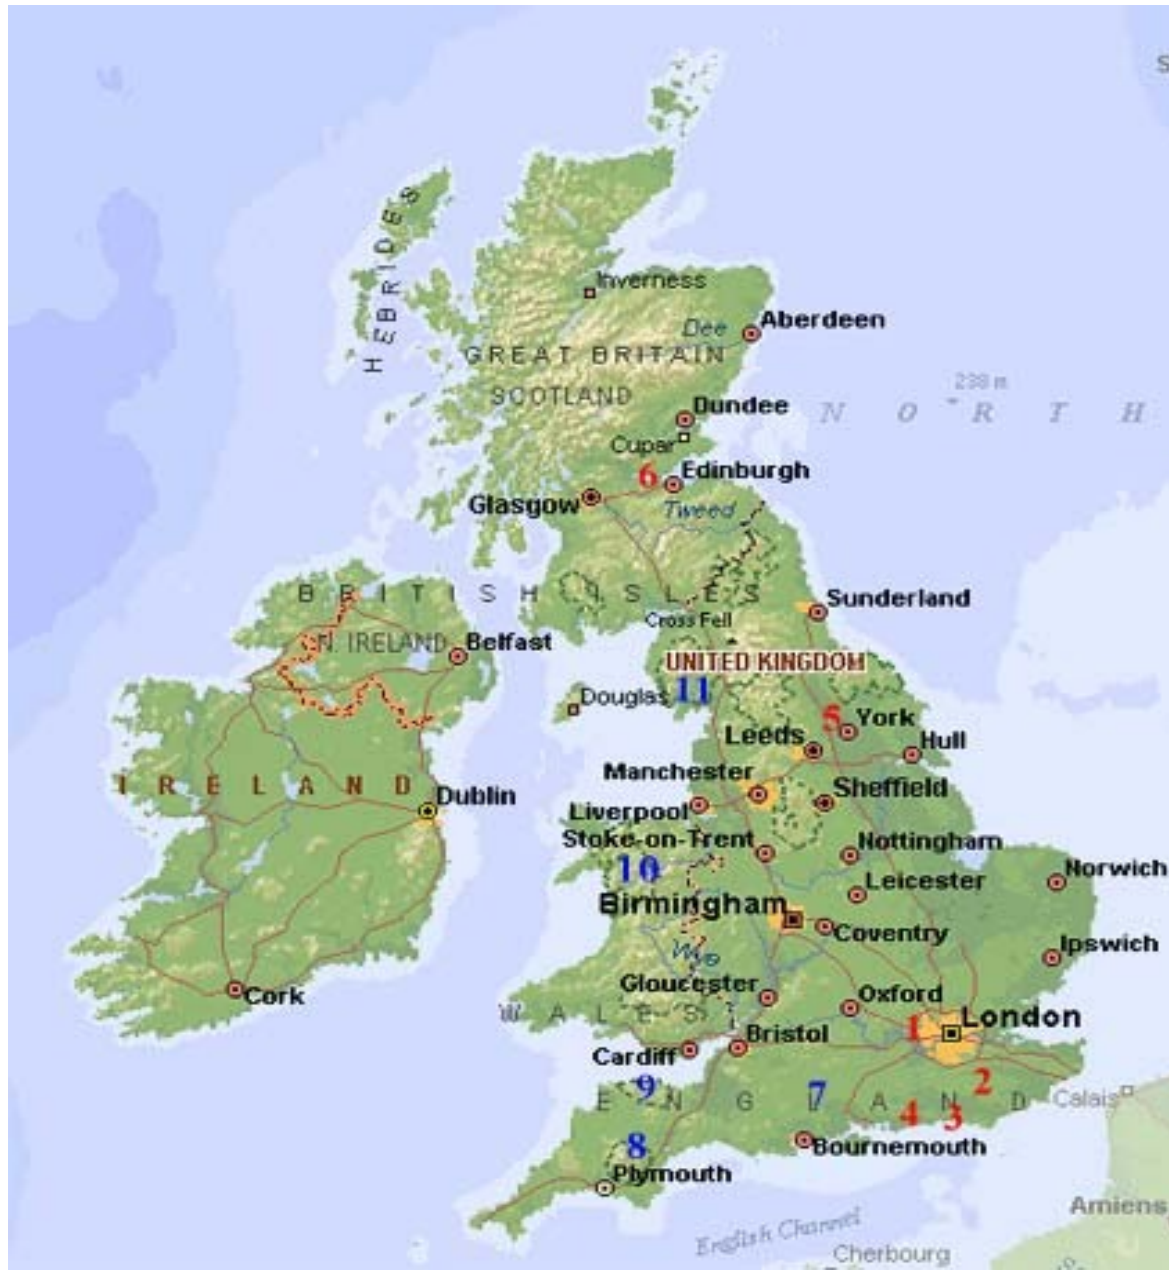 S
HEBRIDES
Inverness
Dee
Aberdeen
GREAT BRITAIN
SCOTLAND
238 m
NORTH
Dundee
Cupar
6
Edinburgh
Glasgow
Tweed
BRITISH ISLES
Sunderland
Cross Fell
N. IRELAND
Belfast
UNITED KINGDOM
11
Douglas
5
York
Leeds
Hull
Manchester
IRELAND
Dublin
Sheffield
Liverpool
Stoke-on-Trent
Nottingham
10
Norwich
Leicester
Birmingham
Coventry
Ipswich
Gloucester
Cork
Oxford
WALES
1
London
Bristol
Cardiff
9
7
2
ENGLAND
Calais
4
3
8
Bournemouth
Plymouth
Amiens
English Channel
Cherbourg